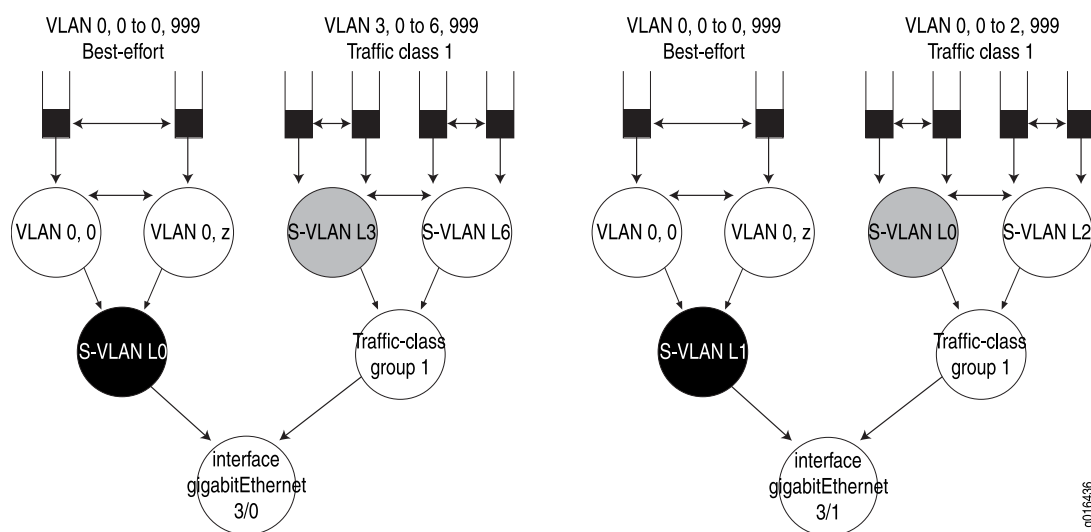 VLAN 0, 0 to 0, 999
Best-effort
VLAN 3, 0 to 6, 999
Traffic class 1
VLAN 0, 0 to 0, 999
Best-effort
VLAN 0, 0 to 2, 999
Traffic class 1
VLAN 0, 0
VLAN 0, z
S-VLAN L3
S-VLAN L6
VLAN 0, 0
VLAN 0, z
S-VLAN L0
S-VLAN L2
S-VLAN L0
Traffic-class
group 1
S-VLAN L1
Traffic-class
group 1
interface
gigabitEthernet
3/0
interface
gigabitEthernet
3/1
g016436